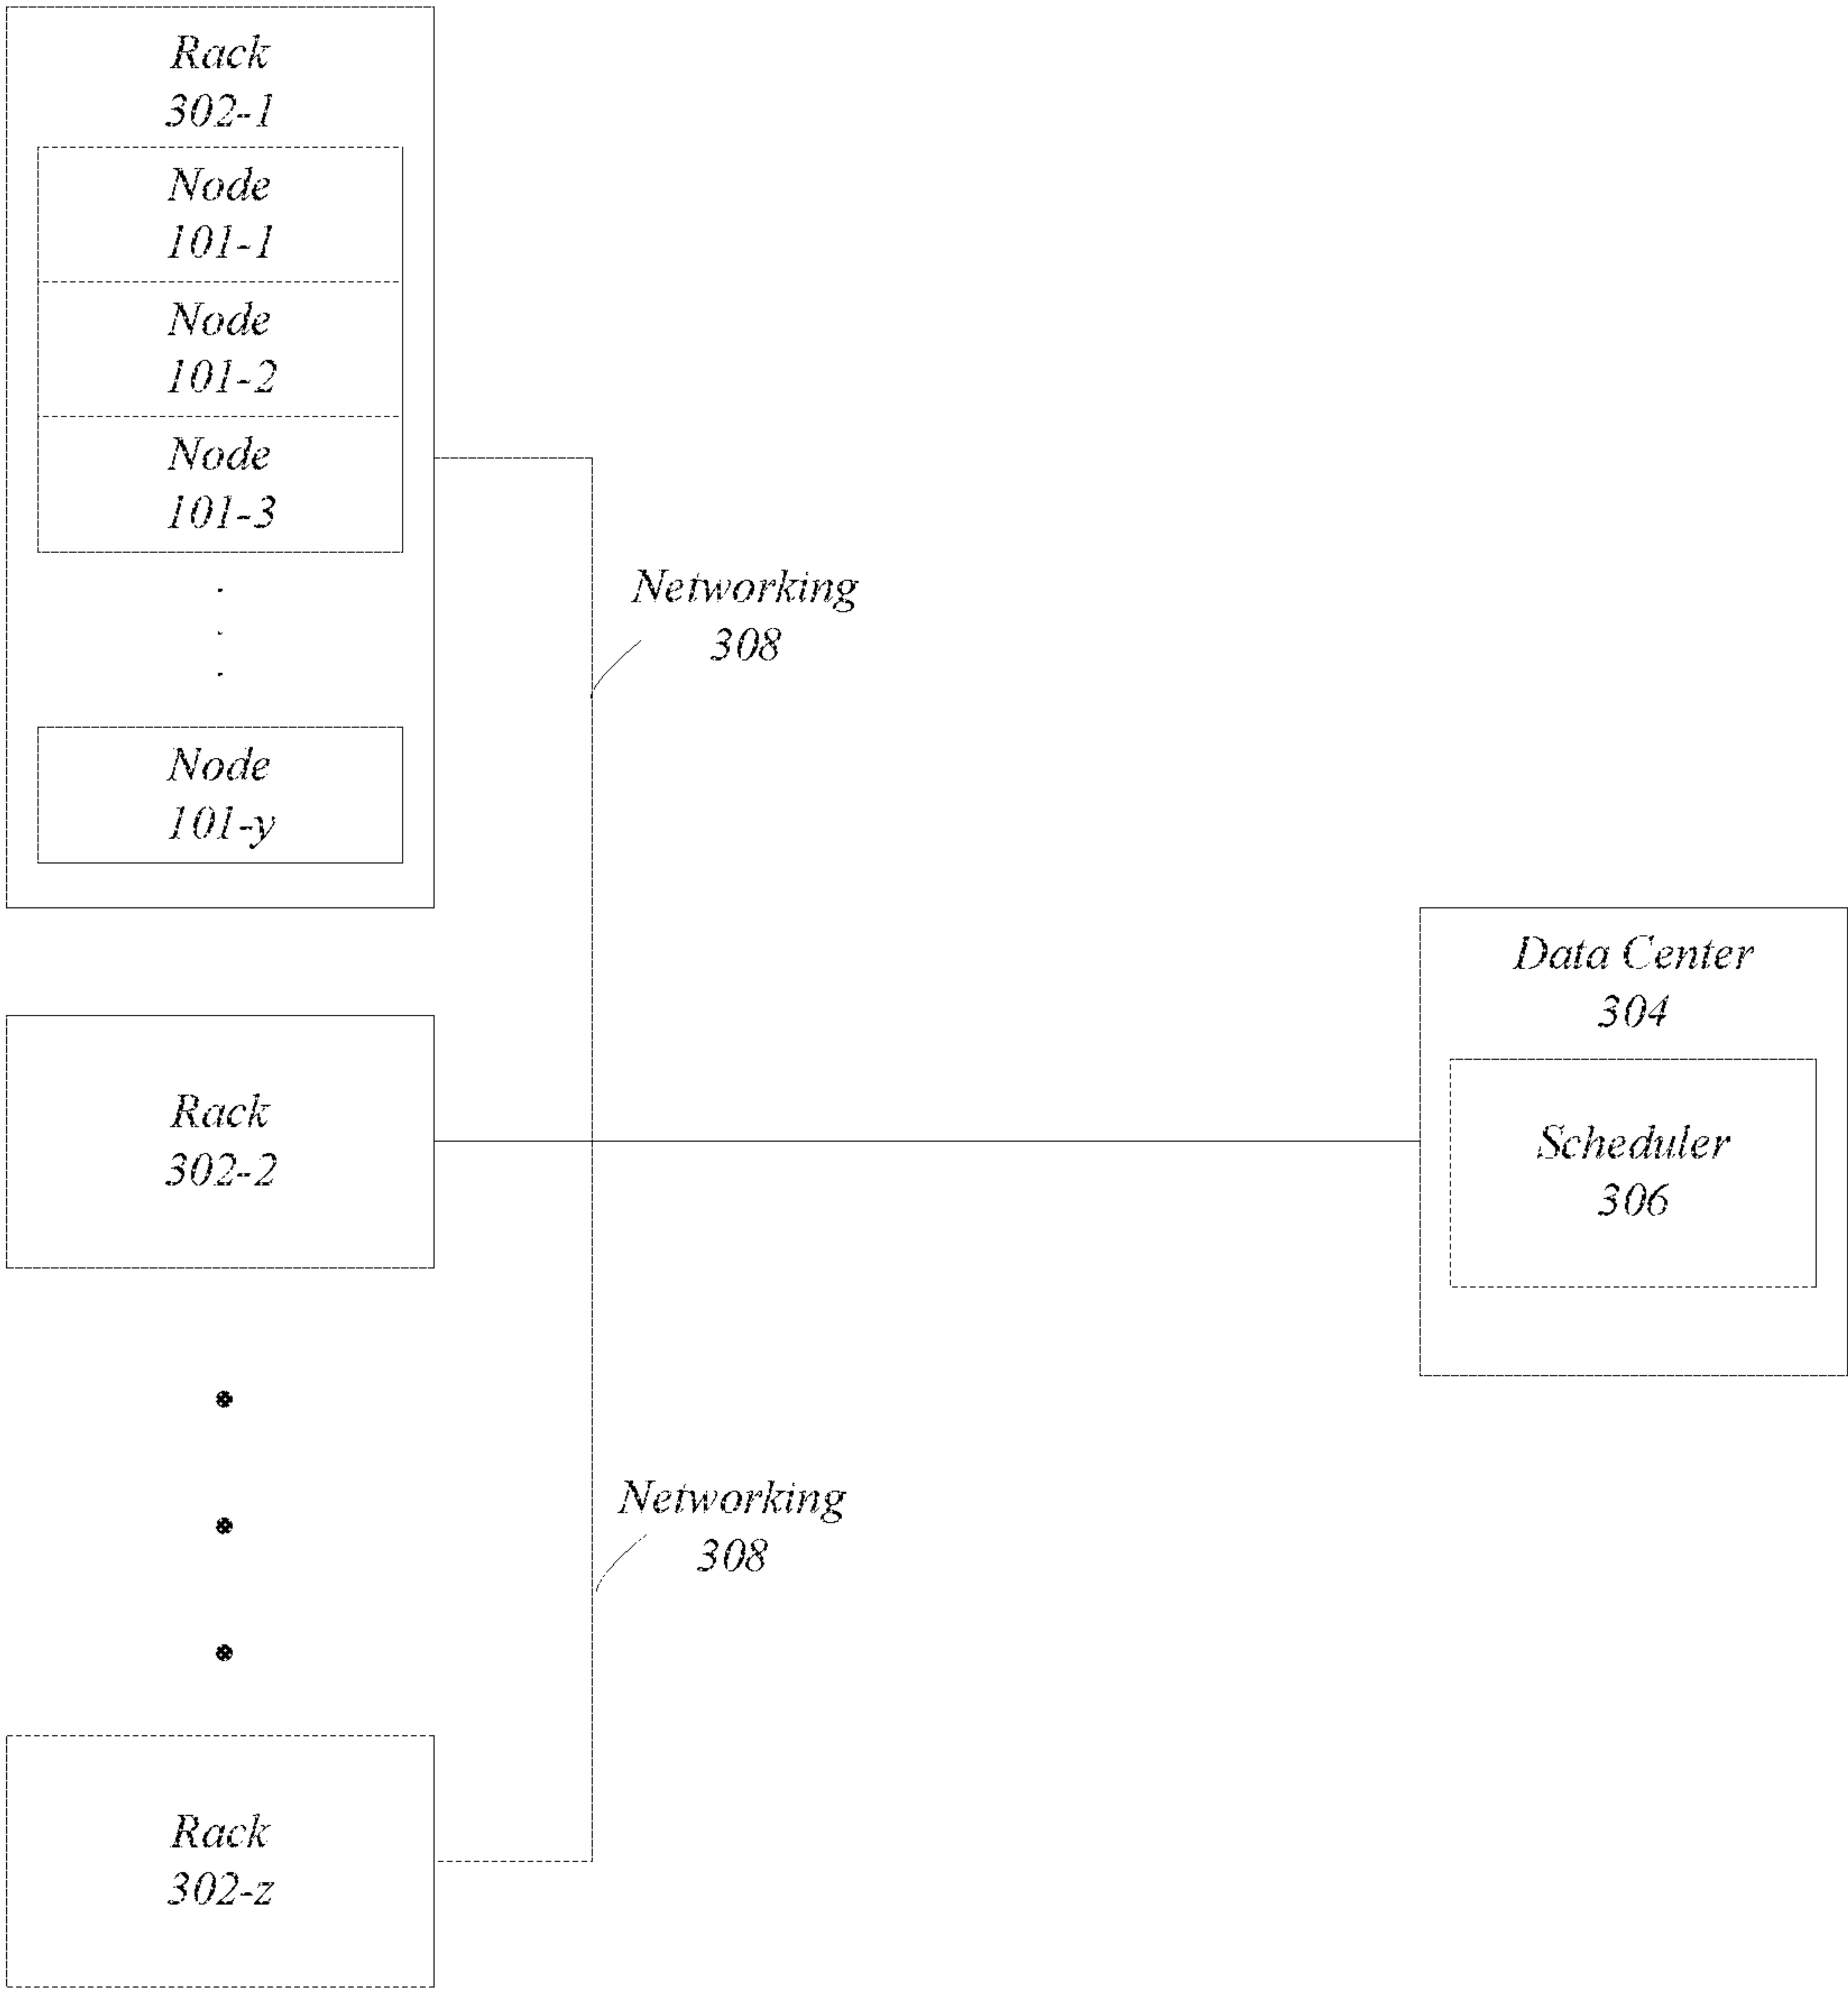 Rack
302-1
Node
101-1
Node
101-2
Node
101-3
Node
101-y
Networking
308
Rack
302-2
Data Center
304
Scheduler
306
Networking
308
Rack
302-z